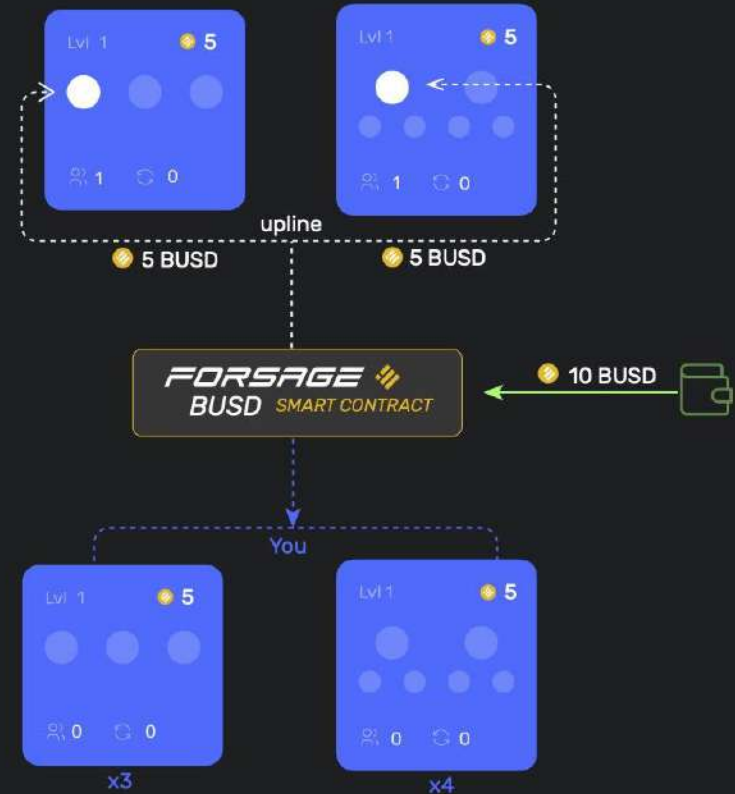 Lvl 1 5
Lvl 1 5
1 0
1 0
upline
5 BUSD
5 BUSD
FORSAGE
BUSD SMART CONTRACT
10 BUSD
You
Lvl 1 5
Lvl 1 5
0 0
0 0
x3
x4